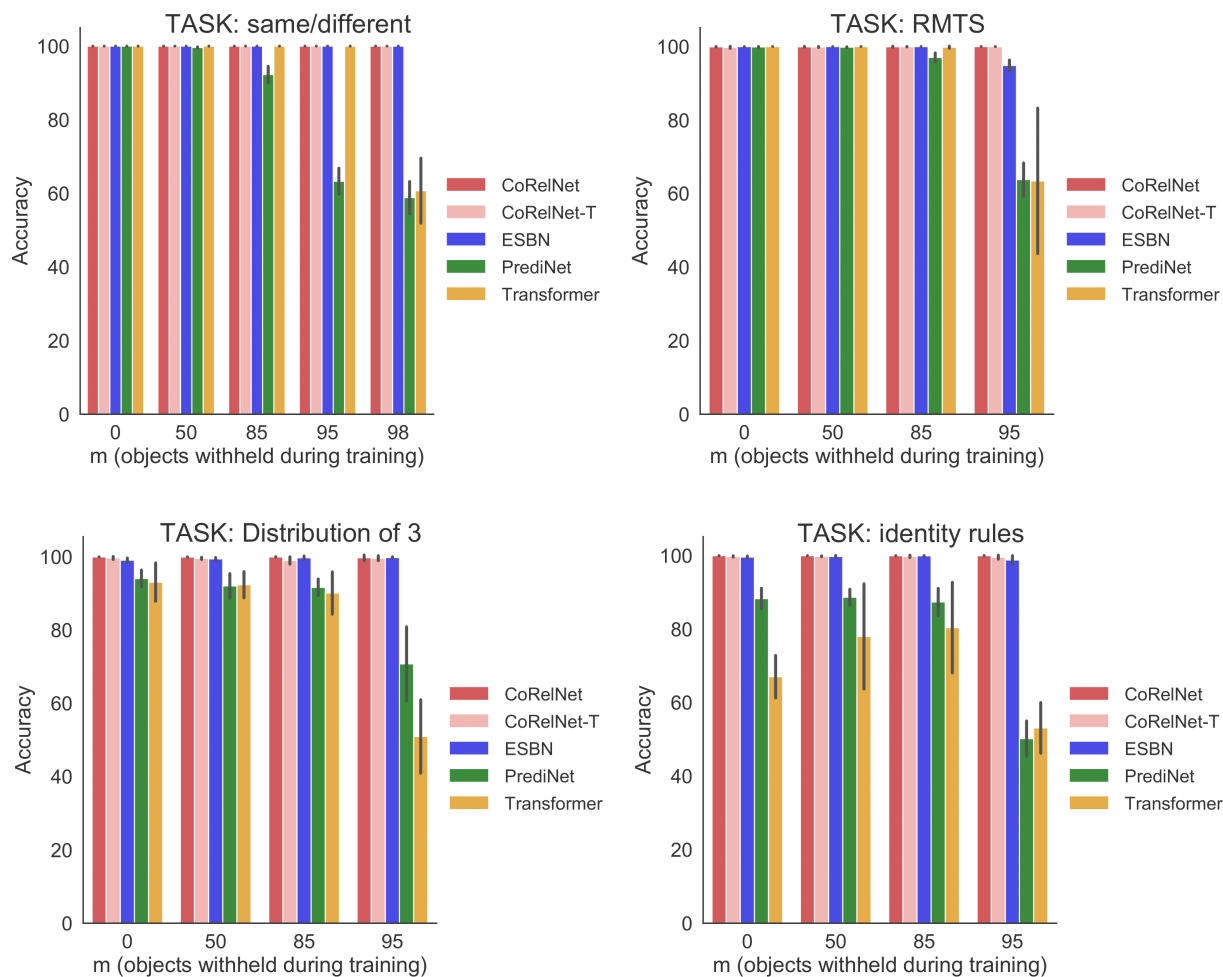 TASK: same/different
100
80
60
40
20
0
Accuracy
0 50 85 95 98
m (objects withheld during training)
CoRelNet
CoRelNet-T
ESBN
PrediNet
Transformer
TASK: RMTS
100
80
60
40
20
0
Accuracy
0 50 85 95
m (objects withheld during training)
CoRelNet
CoRelNet-T
ESBN
PrediNet
Transformer
TASK: Distribution of 3
100
80
60
40
20
0
Accuracy
0 50 85 95
m (objects withheld during training)
CoRelNet
CoRelNet-T
ESBN
PrediNet
Transformer
TASK: identity rules
100
80
60
40
20
0
Accuracy
0 50 85 95
m (objects withheld during training)
CoRelNet
CoRelNet-T
ESBN
PrediNet
Transformer